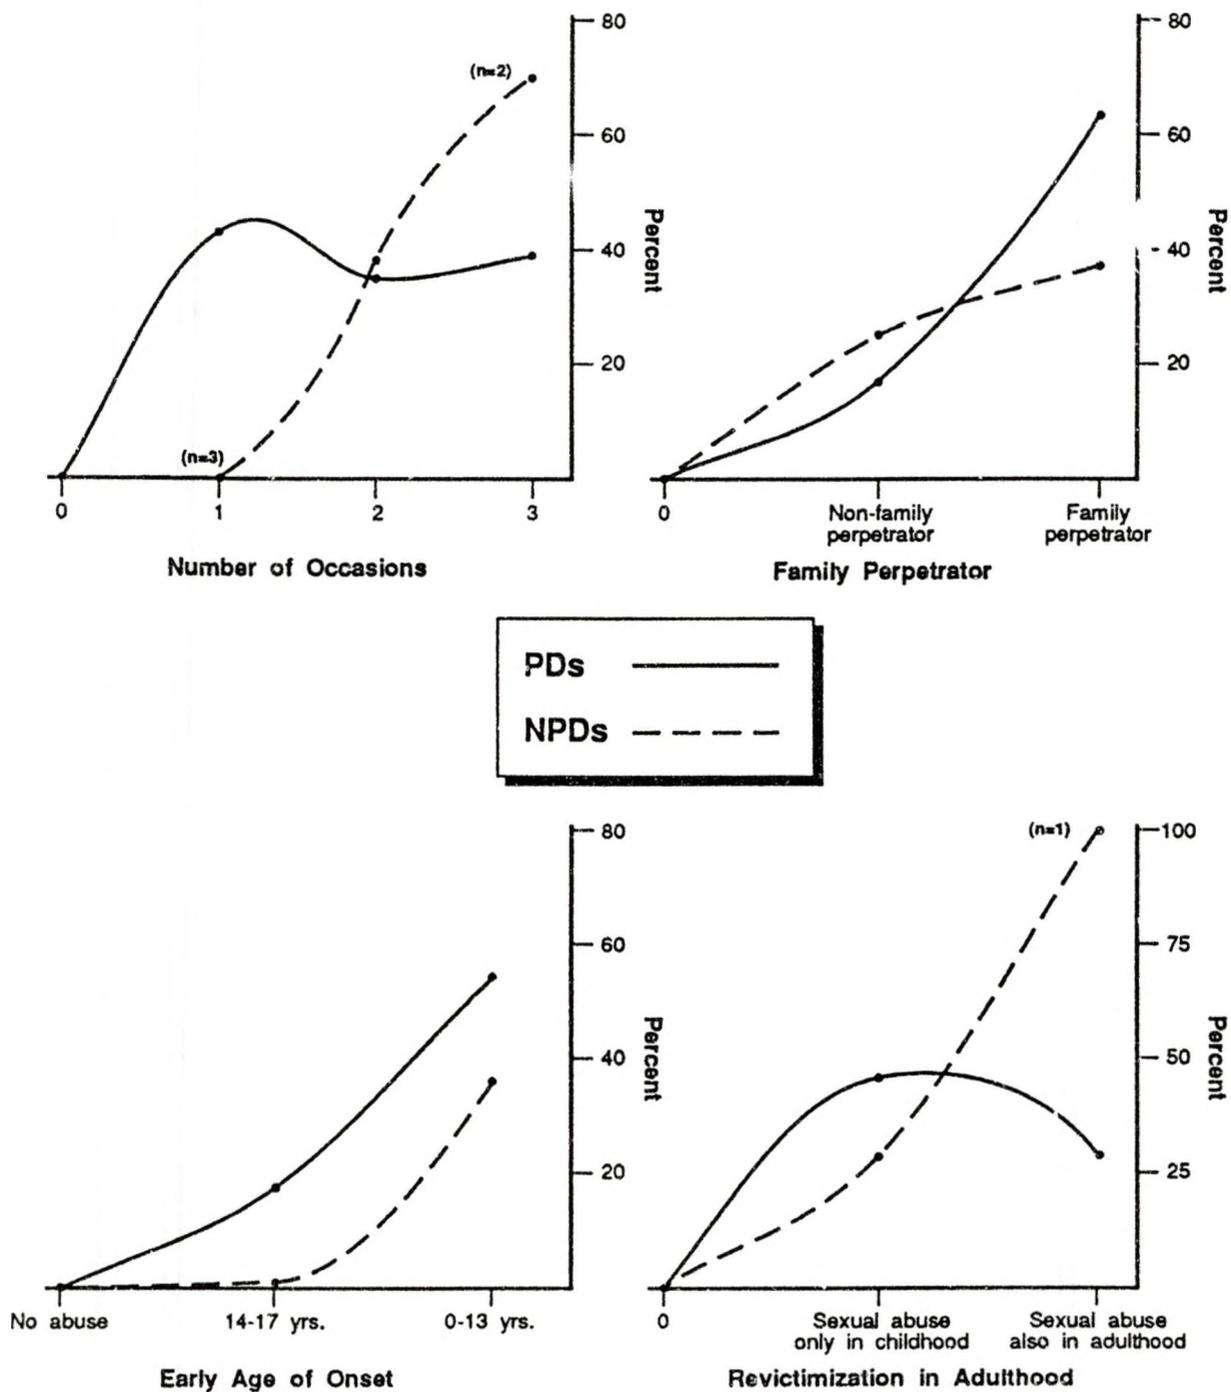 80
60
40
20
Percent
(n=2)
(n=3)
0 1 2 3
Number of Occasions
80
60
40
20
Percent
0 Non-family Family
perpetrator perpetrator
Family Perpetrator
PDs
NPDs
80
60
40
20
Percent
No abuse 14-17 yrs. 0-13 yrs.
Early Age of Onset
(n=1)
100
75
50
25
Percent
0 Sexual abuse Sexual abuse
only in childhood also in adulthood
Revictimization in Adulthood